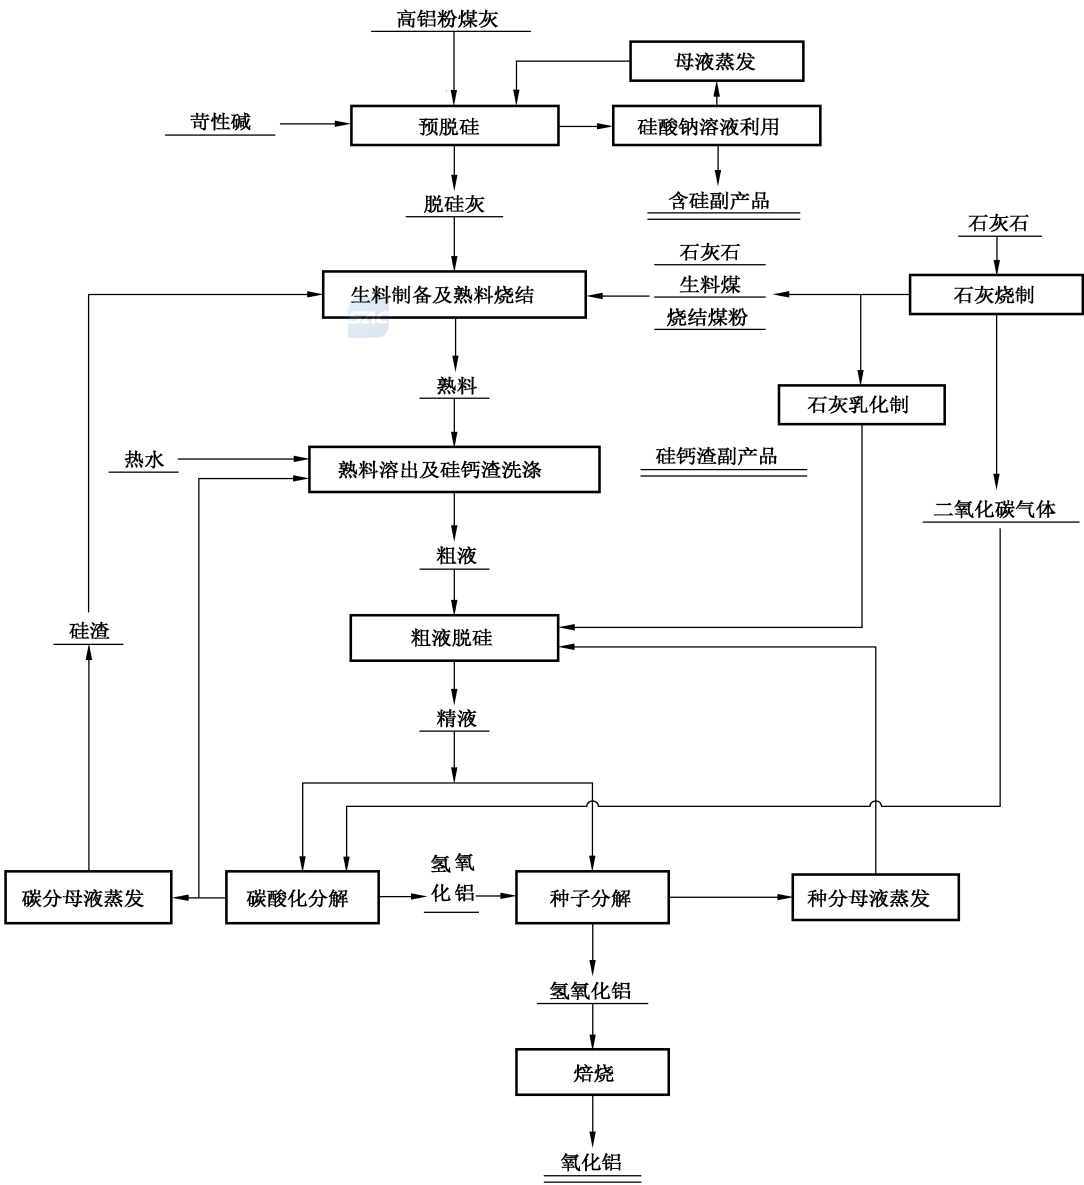 高铝粉煤灰
母液蒸发
苛性碱
预脱硅
硅酸钠溶液利用
脱硅灰
含硅副产品
石灰石
石灰石
生料制备及熟料烧结
生料煤
石灰烧制
烧结煤粉
熟料
石灰乳化制
热水
熟料溶出及硅钙渣洗涤
硅钙渣副产品
二氧化碳气体
粗液
硅渣
粗液脱硅
精液
碳分母液蒸发
碳酸化分解
氢氧
化铝
种子分解
种分母液蒸发
氢氧化铝
焙烧
氧化铝